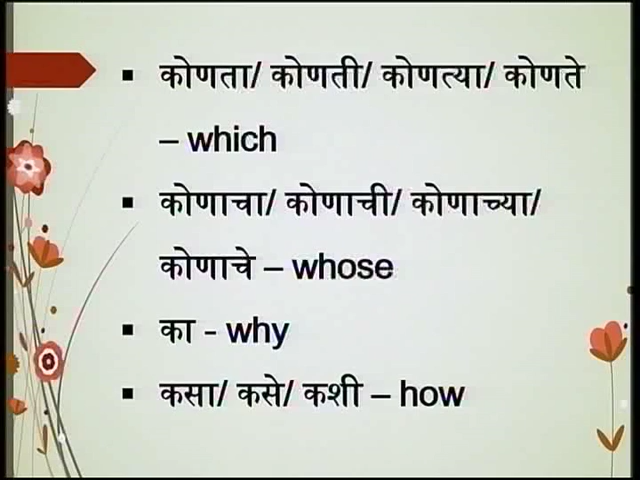 ▪ कोणता/ कोणती/ कोणत्या/ कोणते
– which
▪ कोणाचा/ कोणाची/ कोणाच्या/
कोणाचे – whose
▪ का - why
▪ कसा/ कसे/ कशी – how